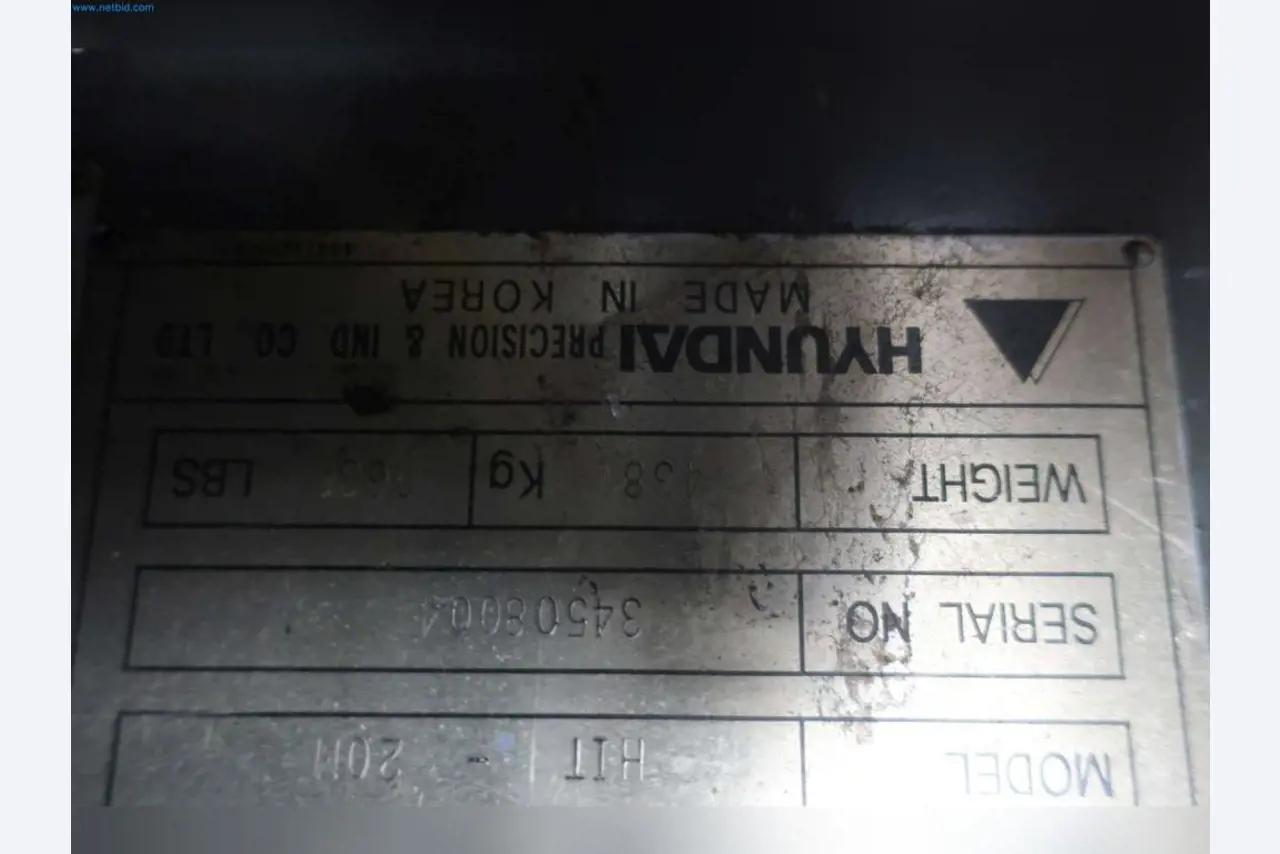 www.netbid.com
MODEL HIT - 20M
SERIAL NO 34508004
WEIGHT Kg LBS
HYUNDAI PRECISION & IND CO. LTD
MADE IN KOREA